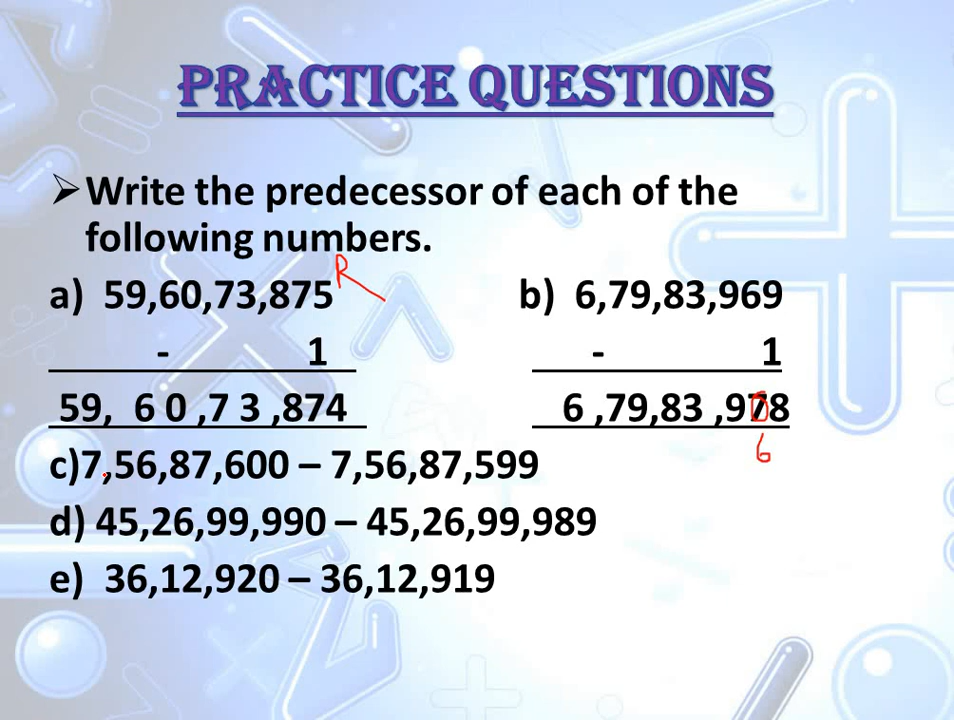 PRACTICE QUESTIONS
➢Write the predecessor of each of the
following numbers.
R
a) 59,60,73,875 b) 6,79,83,969
- 1 - 1
59, 6 0 ,7 3 ,874 6 ,79,83 ,978
6
c)7,56,87,600 – 7,56,87,599
d) 45,26,99,990 – 45,26,99,989
e) 36,12,920 – 36,12,919